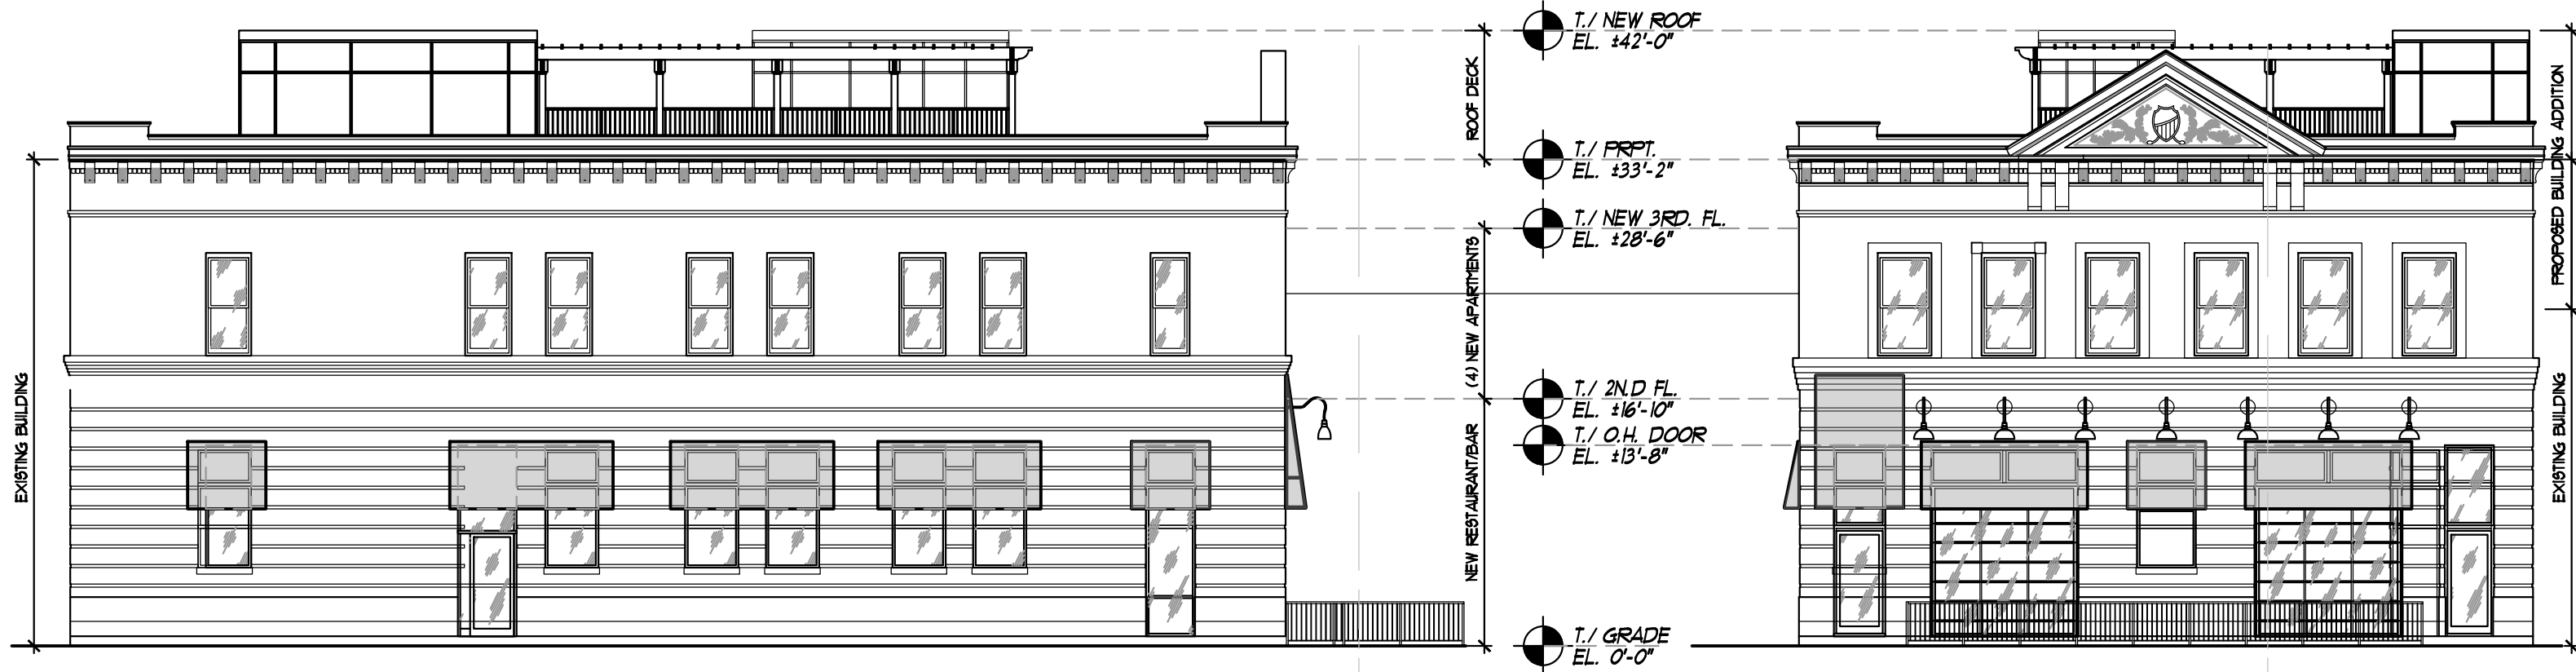 EXISTING BUILDING
T./ NEW ROOF
EL. ±42'-0"
ROOF DECK
T./ PRPT.
EL. ±33'-2"
T./ NEW 3RD. FL.
EL. ±28'-6"
(4) NEW APARTMENTS
T./ 2N.D FL.
EL. ±16'-10"
T./ O.H. DOOR
EL. ±13'-8"
NEW RESTAURANT/BAR
T./ GRADE
EL. 0'-0"
PROPOSED BUILDING ADDITION
EXISTING BUILDING